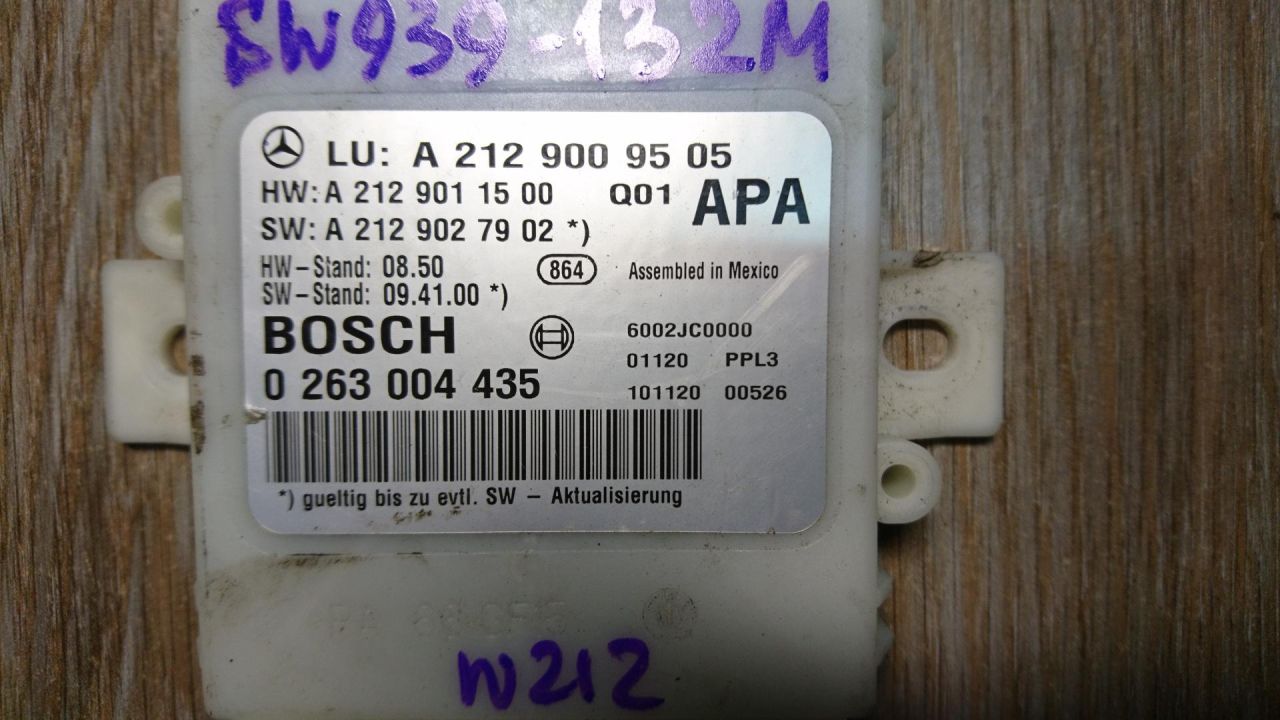 SW939-132M
LU: A 212 900 95 05
HW: A 212 901 15 00 Q01 APA
SW: A 212 902 79 02 *)
HW-Stand: 08.50 864 Assembled in Mexico
SW-Stand: 09.41.00 *)
BOSCH 6002JC0000
01120 PPL3
0 263 004 435 101120 00526
*) gueltig bis zu evtl. SW - Aktualisierung
W212